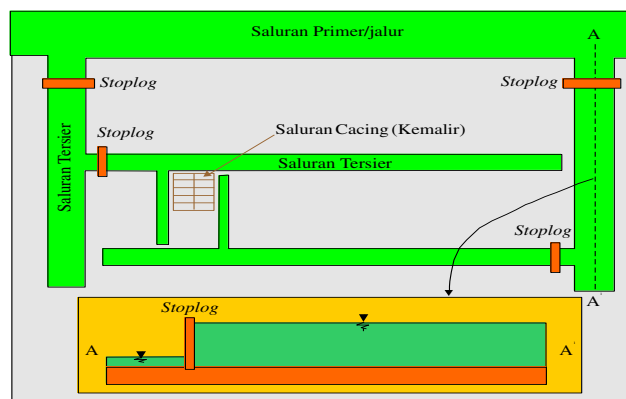 Saluran Primer/jalur
A
Stoplog
Stoplog
Stoplog
Saluran Cacing (Kemalir)
Saluran Tersier
Saluran Tersier
Stoplog
A'
Stoplog
A
A'